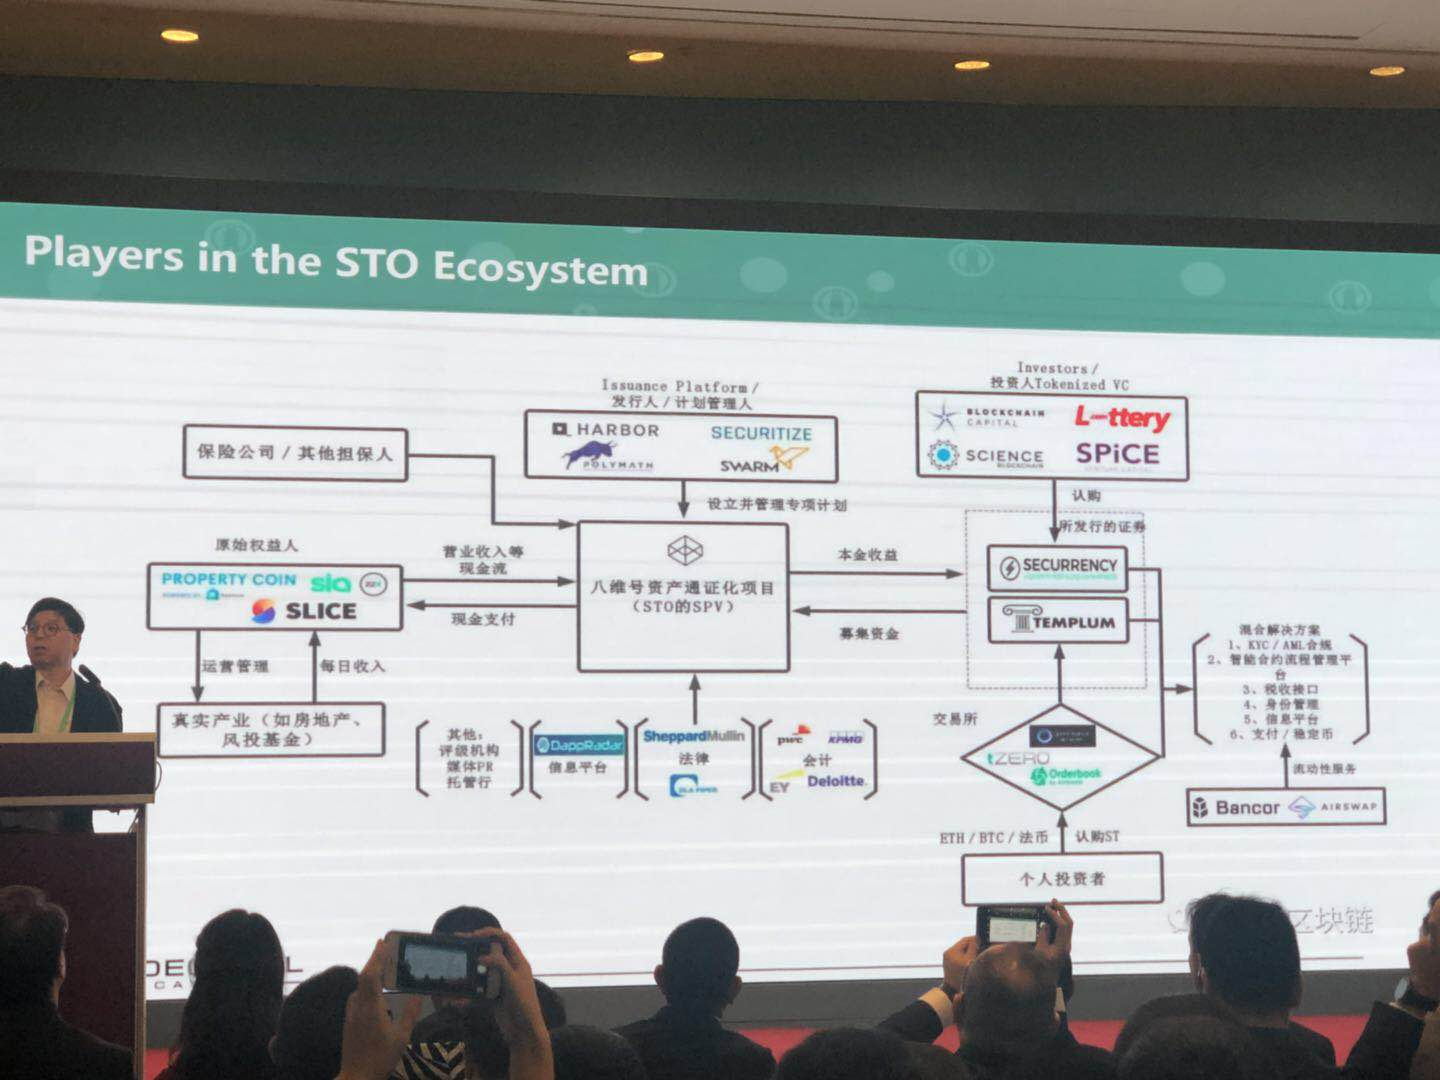 Players in the STO Ecosystem
Issuance Platform /
发行人 / 计划管理人
HARBOR
SECURITIZE
POLYMATH
SWARM
Investors /
投资人Tokenized VC
BLOCKCHAIN
CAPITAL
L
ttery
SCIENCE
BLOCKCHAIN
SPiCE
保险公司 / 其他担保人
设立并管理专项计划
认购
所发行的证券
原始权益人
PROPERTY COIN
sia
SLICE
营业收入等
现金流
现金支付
八维号资产通证化项目
(STO的SPV)
本金收益
募集资金
SECURRENCY
TEMPLUM
运营管理
每日收入
真实产业（如房地产、
风投基金）
其他:
评级机构
媒体PR
托管行
DappRadar
信息平台
SheppardMullin
法律
DLA PIPER
pwc
KPMG
会计
EY
Deloitte.
交易所
tZERO
Orderbook
混合解决方案
1、KYC / AML合规
2、智能合约流程管理平
台
3、税收接口
4、身份管理
5、信息平台
6、支付 / 稳定币
流动性服务
Bancor
AIRSWAP
ETH / BTC / 法币
认购ST
个人投资者
区块链